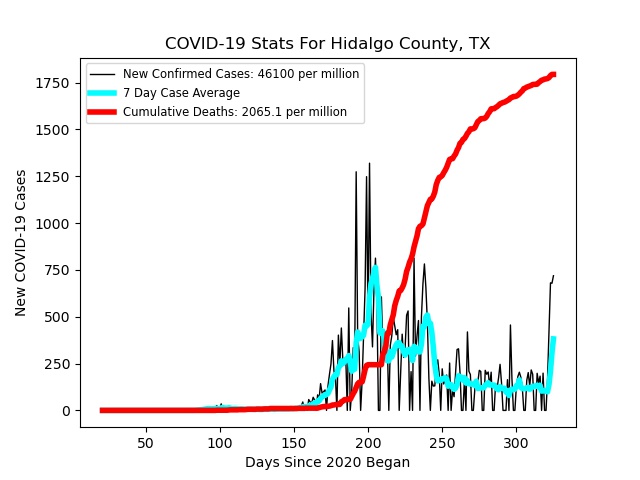 COVID-19 Stats For Hidalgo County, TX
New Confirmed Cases: 46100 per million
7 Day Case Average
Cumulative Deaths: 2065.1 per million
New COVID-19 Cases
1750
1500
1250
1000
750
500
250
0
50 100 150 200 250 300
Days Since 2020 Began